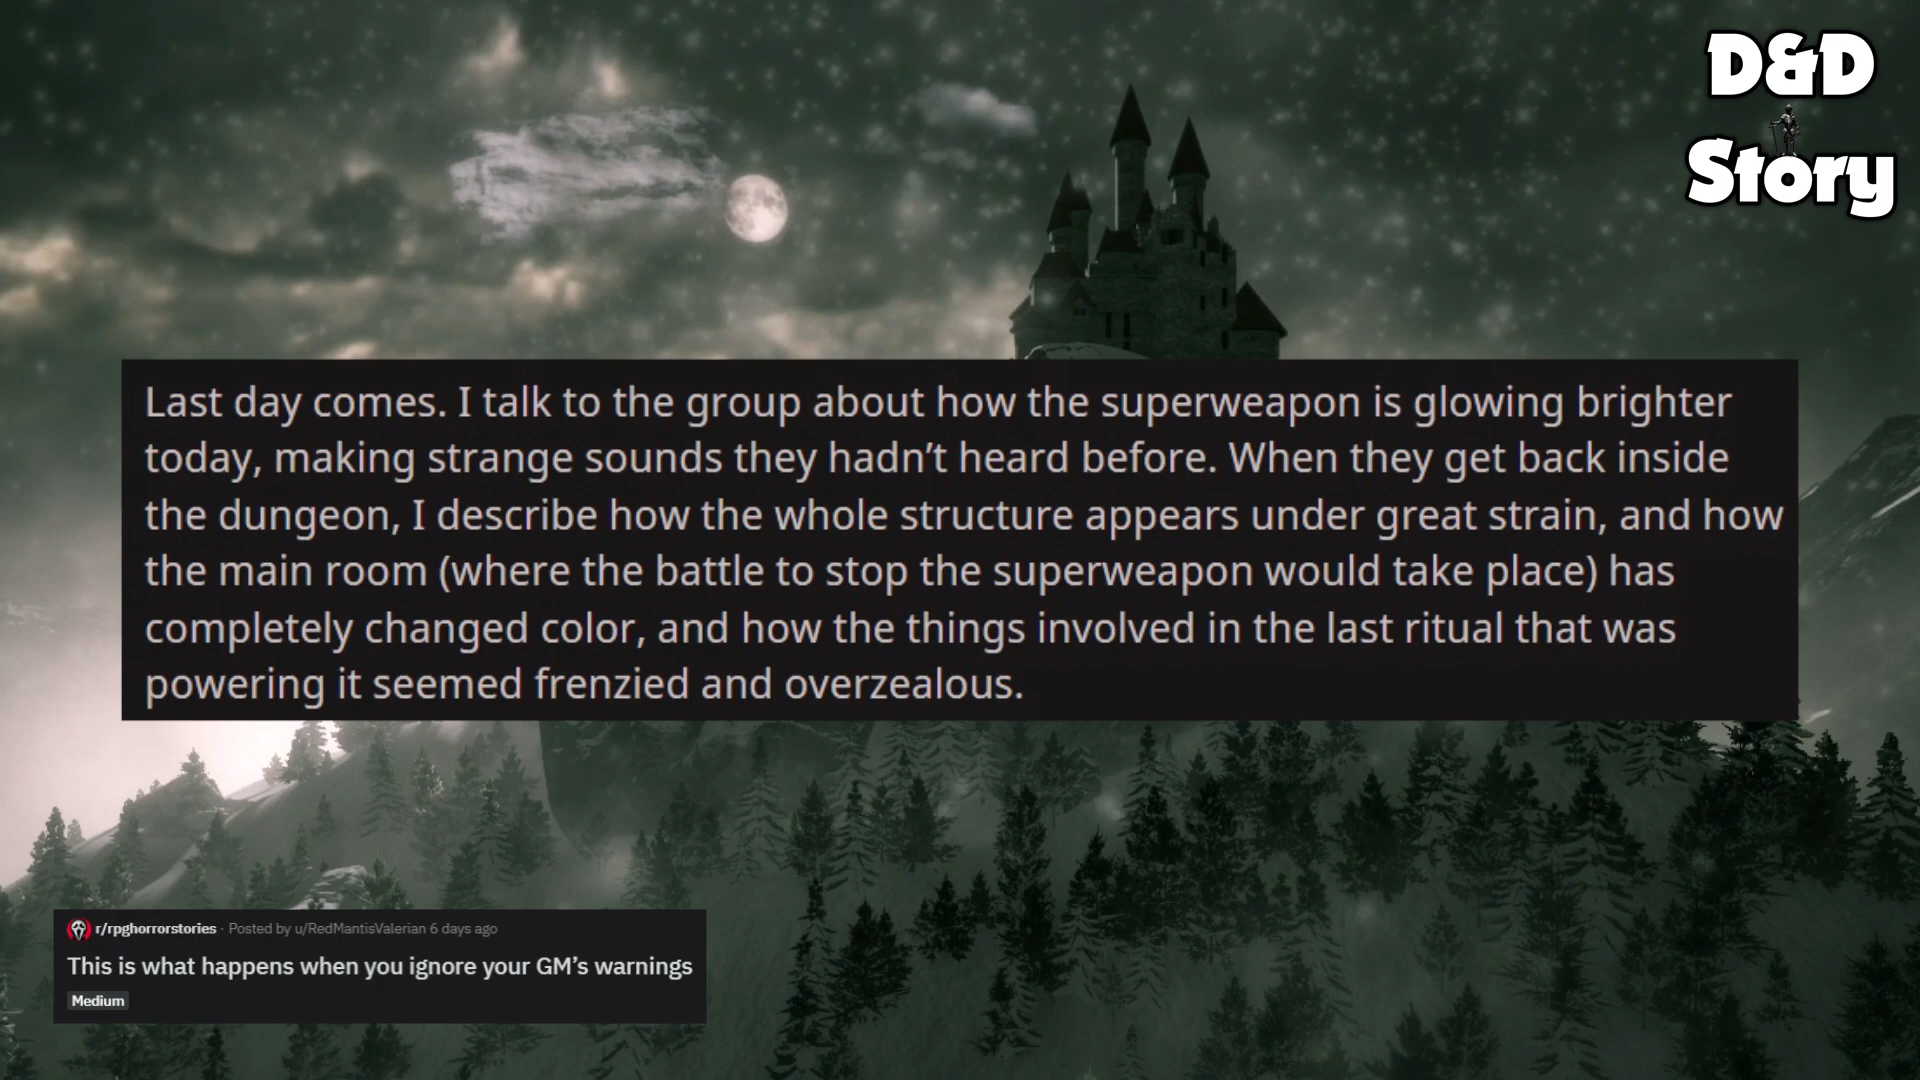 D&D
Story
Last day comes. I talk to the group about how the superweapon is glowing brighter
today, making strange sounds they hadn’t heard before. When they get back inside
the dungeon, I describe how the whole structure appears under great strain, and how
the main room (where the battle to stop the superweapon would take place) has
completely changed color, and how the things involved in the last ritual that was
powering it seemed frenzied and overzealous.
r/rpghorrorstories · Posted by u/RedMantisValerian 6 days ago
This is what happens when you ignore your GM’s warnings
Medium